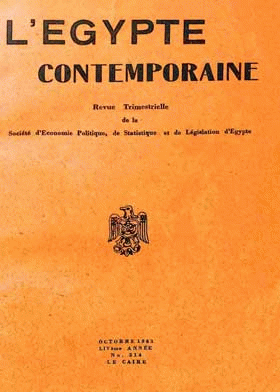 L'EGYPTE
CONTEMPORAINE
Revue Trimestrielle
de la
Société d'Economie Politique, de Statistique et de Législation d'Egypte
OCTOBRE 1963
LIVème ANNÉE
No. 314
LE CAIRE